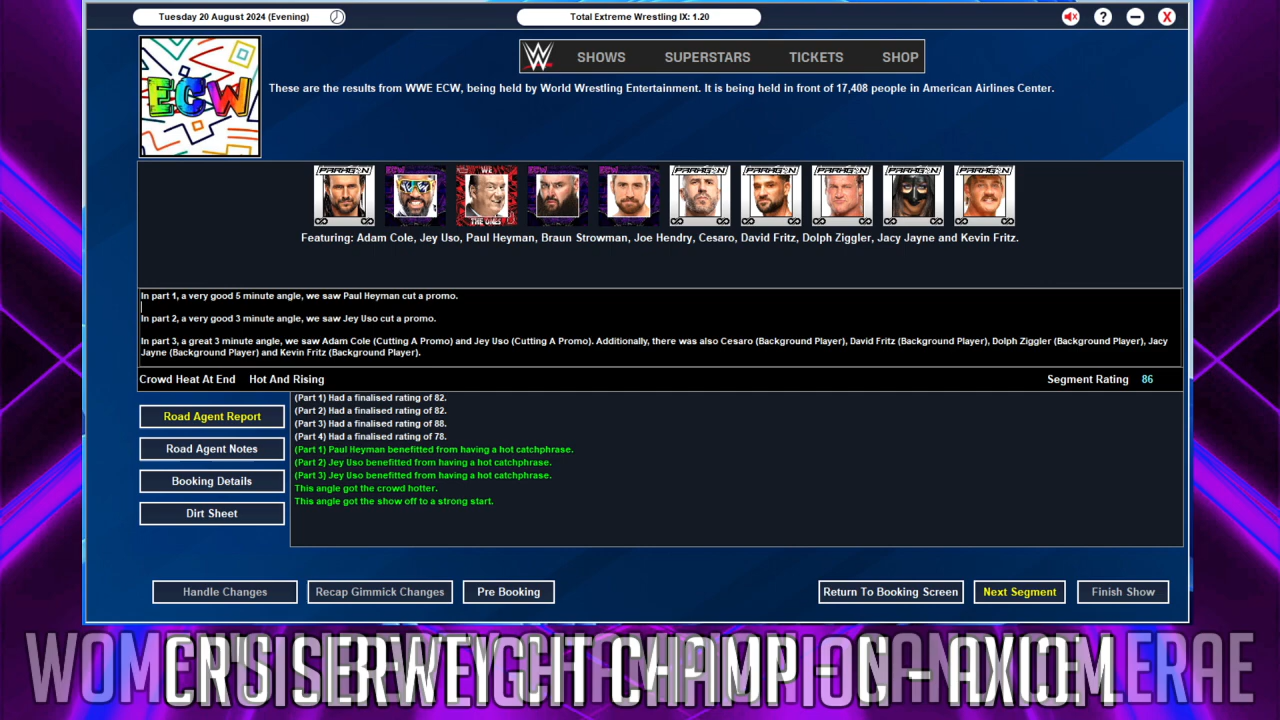 Tuesday 20 August 2024 (Evening)
Total Extreme Wrestling IX: 1.20
? X
ECW
W SHOWS SUPERSTARS TICKETS SHOP
These are the results from WWE ECW, being held by World Wrestling Entertainment. It is being held in front of 17,408 people in American Airlines Center.
Featuring: Adam Cole, Jey Uso, Paul Heyman, Braun Strowman, Joe Hendry, Cesaro, David Fritz, Dolph Ziggler, Jacy Jayne and Kevin Fritz.
In part 1, a very good 5 minute angle, we saw Paul Heyman cut a promo.
In part 2, a very good 3 minute angle, we saw Jey Uso cut a promo.
In part 3, a great 3 minute angle, we saw Adam Cole (Cutting A Promo) and Jey Uso (Cutting A Promo). Additionally, there was also Cesaro (Background Player), David Fritz (Background Player), Dolph Ziggler (Background Player), Jacy
Jayne (Background Player) and Kevin Fritz (Background Player).
Crowd Heat At End Hot And Rising Segment Rating 86
Road Agent Report
Road Agent Notes
Booking Details
Dirt Sheet
(Part 1) Had a finalised rating of 82.
(Part 2) Had a finalised rating of 82.
(Part 3) Had a finalised rating of 88.
(Part 4) Had a finalised rating of 78.
(Part 1) Paul Heyman benefitted from having a hot catchphrase.
(Part 2) Jey Uso benefitted from having a hot catchphrase.
(Part 3) Jey Uso benefitted from having a hot catchphrase.
This angle got the crowd hotter.
This angle got the show off to a strong start.
Handle Changes Recap Gimmick Changes Pre Booking Return To Booking Screen Next Segment Finish Show